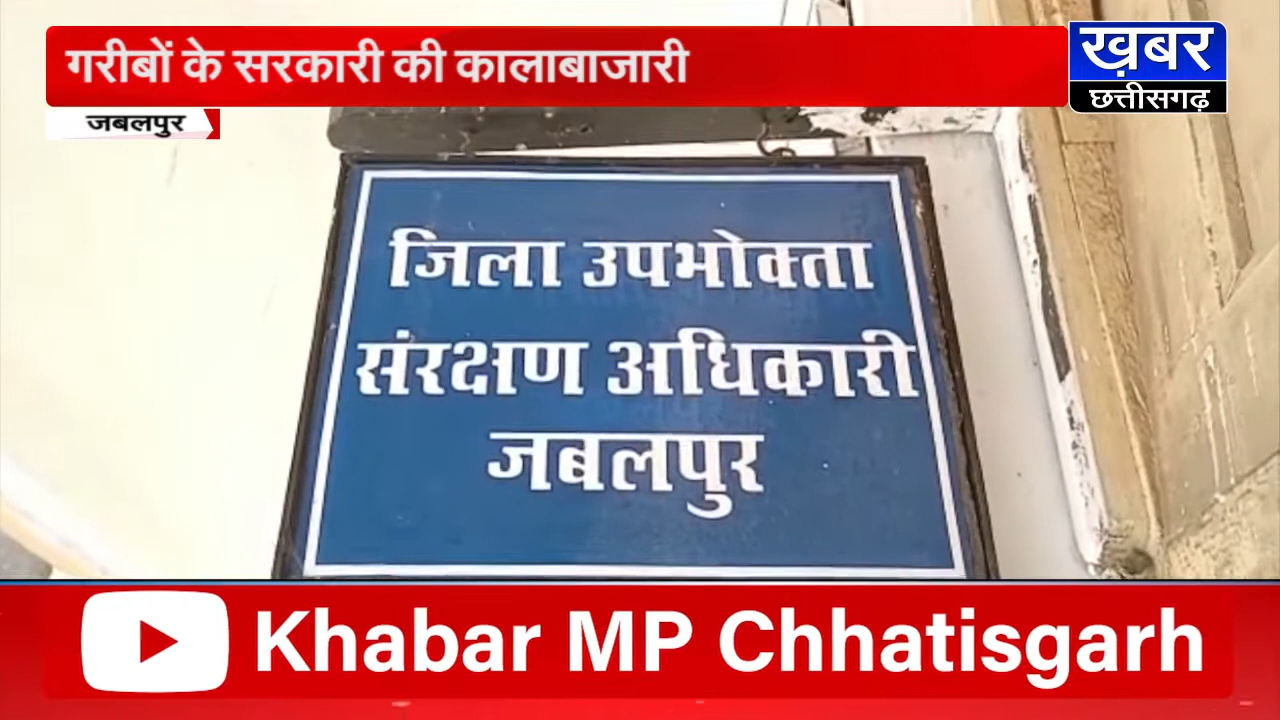 गरीबों के सरकारी की कालाबाजारी
ख़बर
छत्तीसगढ़
जबलपुर
जिला उपभोक्ता
संरक्षण अधिकारी
जबलपुर
Khabar MP Chhatisgarh